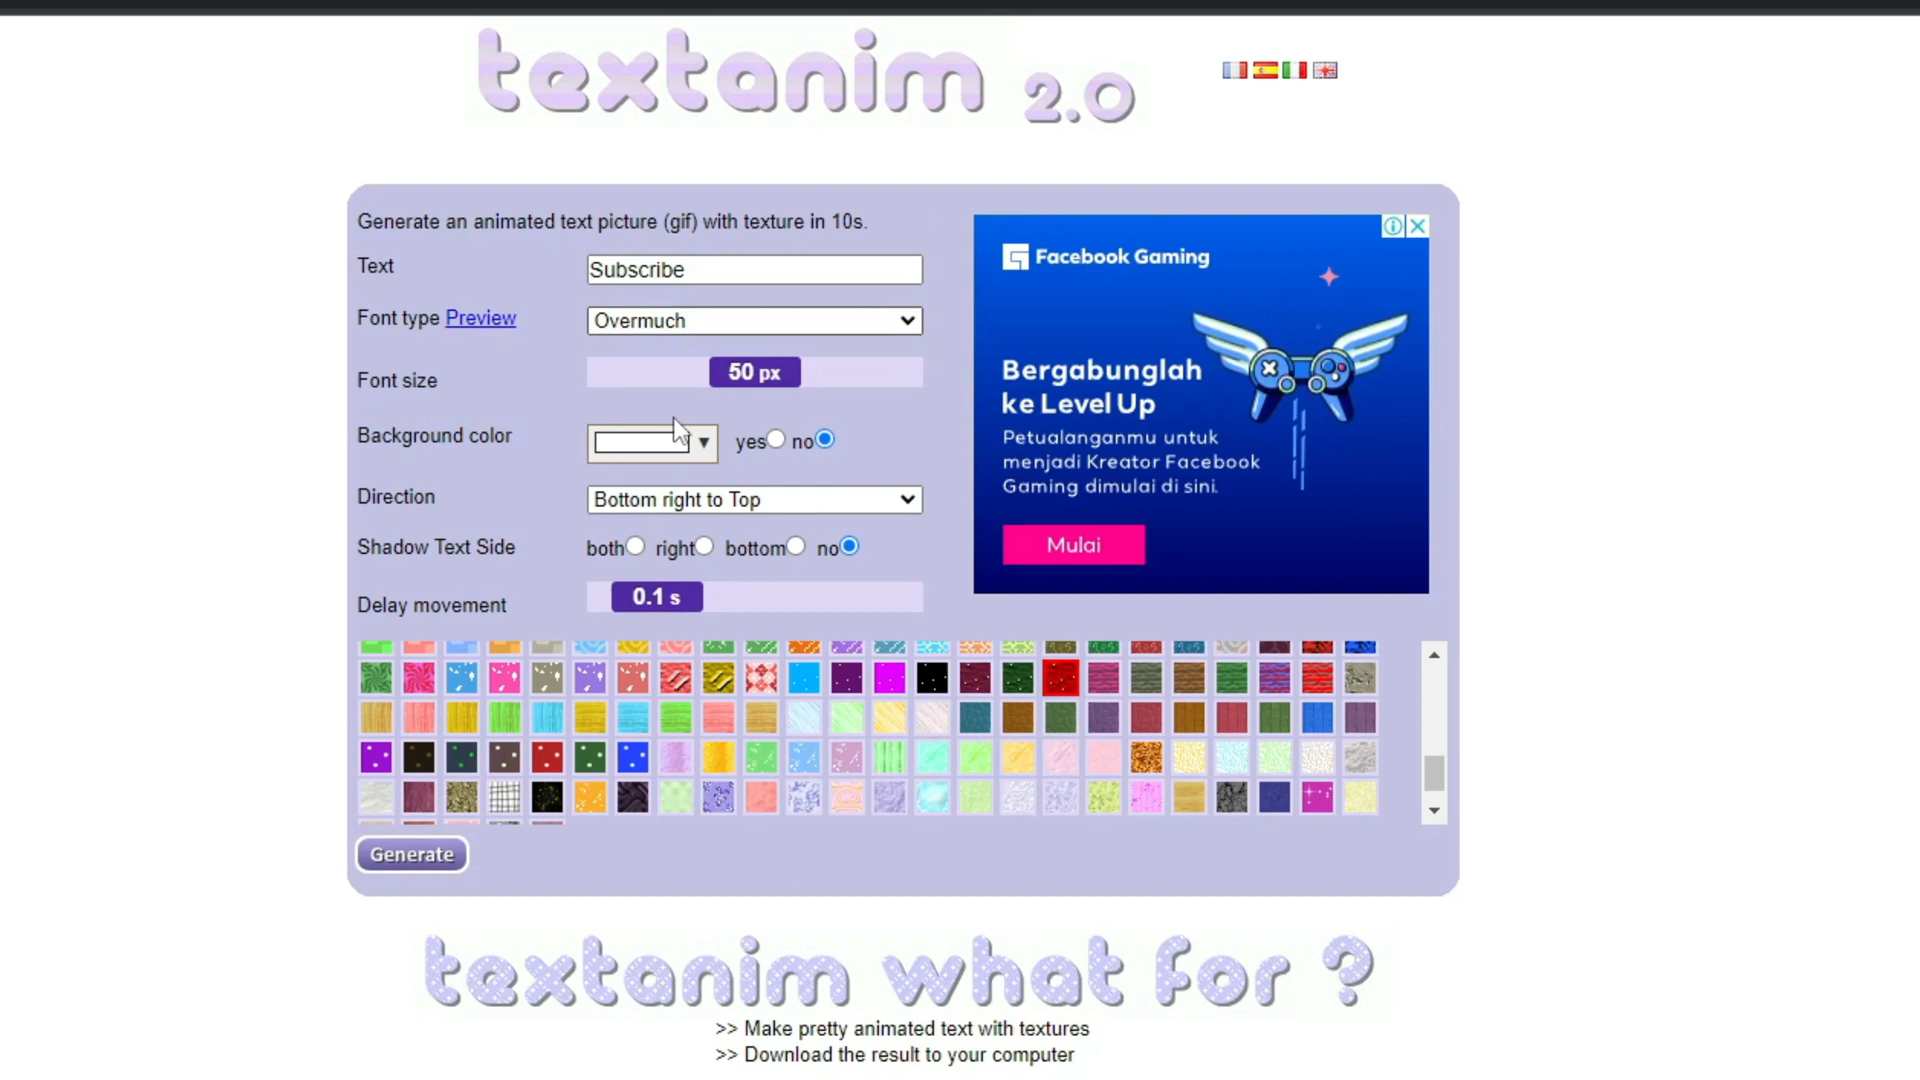 textanim 2.0
Generate an animated text picture (gif) with texture in 10s.
Text
Subscribe
Font type Preview
Overmuch
Font size
50 px
Background color
yes no
Direction
Bottom right to Top
Shadow Text Side
both right bottom no
Delay movement
0.1 s
Facebook Gaming
Bergabunglah
ke Level Up
Petualanganmu untuk
menjadi Kreator Facebook
Gaming dimulai di sini.
Mulai
Generate
textanim what for ?
>> Make pretty animated text with textures
>> Download the result to your computer